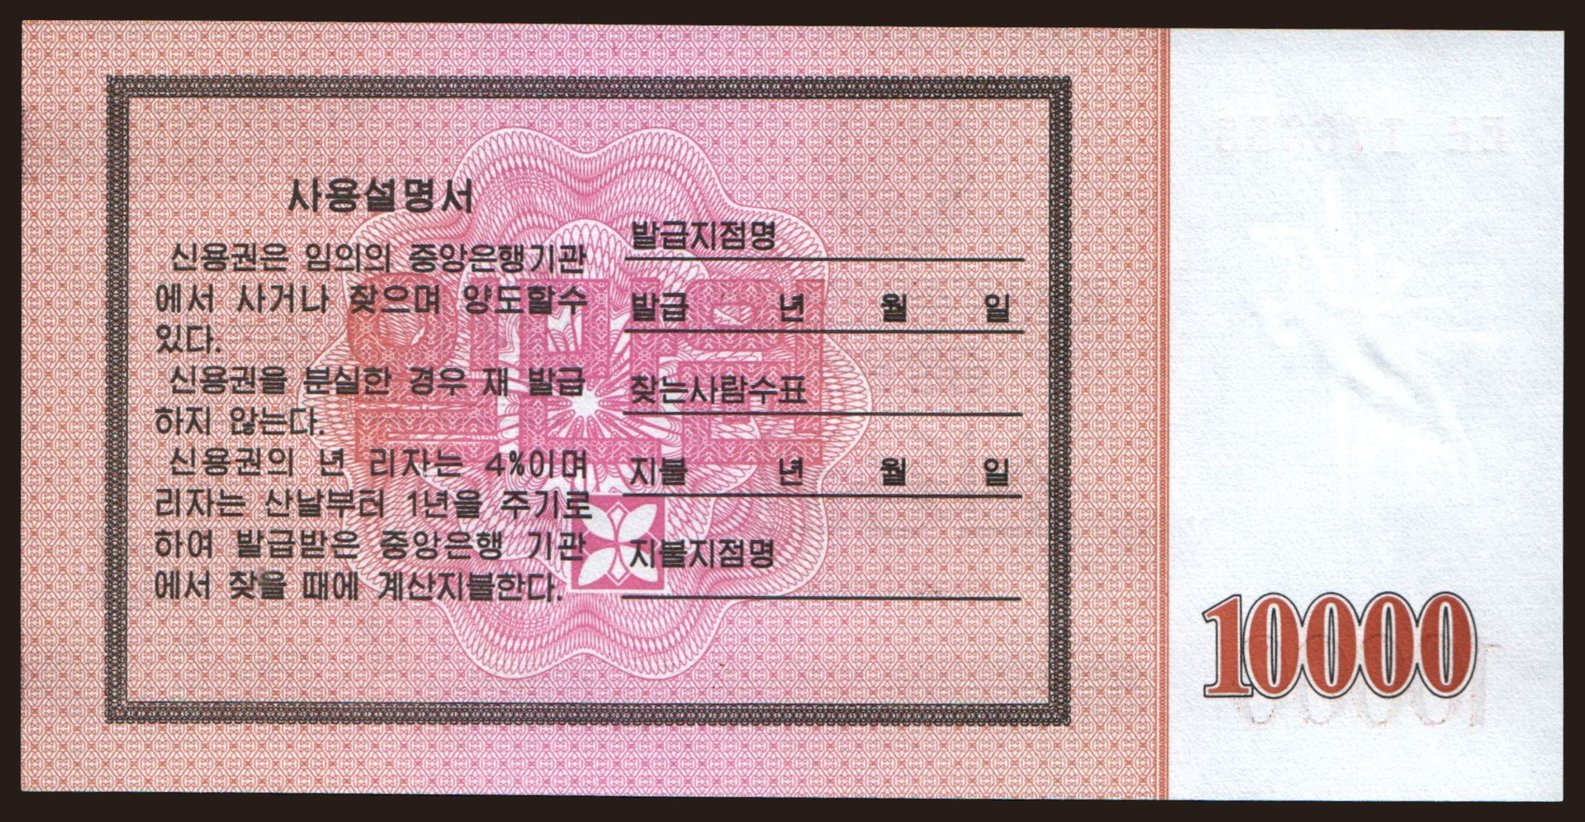 사용설명서
신용권은 임의의 중앙은행기관
에서 사거나 찾으며 양도할수
있다.
신용권을 분실한 경우 재 발급
하지 않는다.
신용권의 년 리자는 4%이며
리자는 산날부터 1년을 주기로
하여 발급받은 중앙은행 기관
에서 찾을 때에 계산지불한다.
발급지점명
발급 년 월 일
찾는사람수표
지불 년 월 일
지불지점명
10000